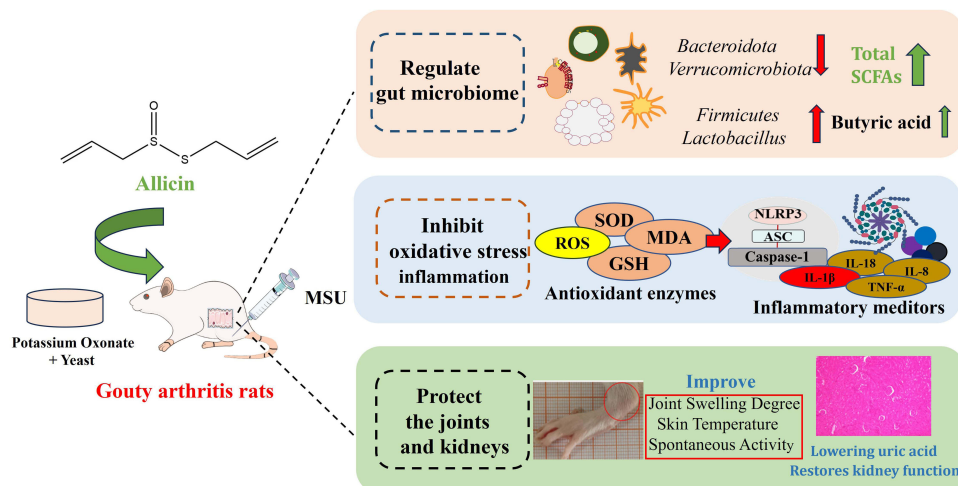 O
S
Allicin
MSU
Potassium Oxonate
+ Yeast
Gouty arthritis rats
Regulate
gut microbiome
Bacteroidota
Verrucomicrobiota
Total
SCFAs
Firmicutes
Lactobacillus
Butyric acid
Inhibit
oxidative stress
inflammation
SOD
ROS
MDA
GSH
Antioxidant enzymes
NLRP3
ASC
Caspase-1
IL-18
IL-1β
IL-8
TNF-α
Inflammatory meditors
Protect
the joints
and kidneys
Improve
Joint Swelling Degree
Skin Temperature
Spontaneous Activity
Lowering uric acid
Restores kidney function